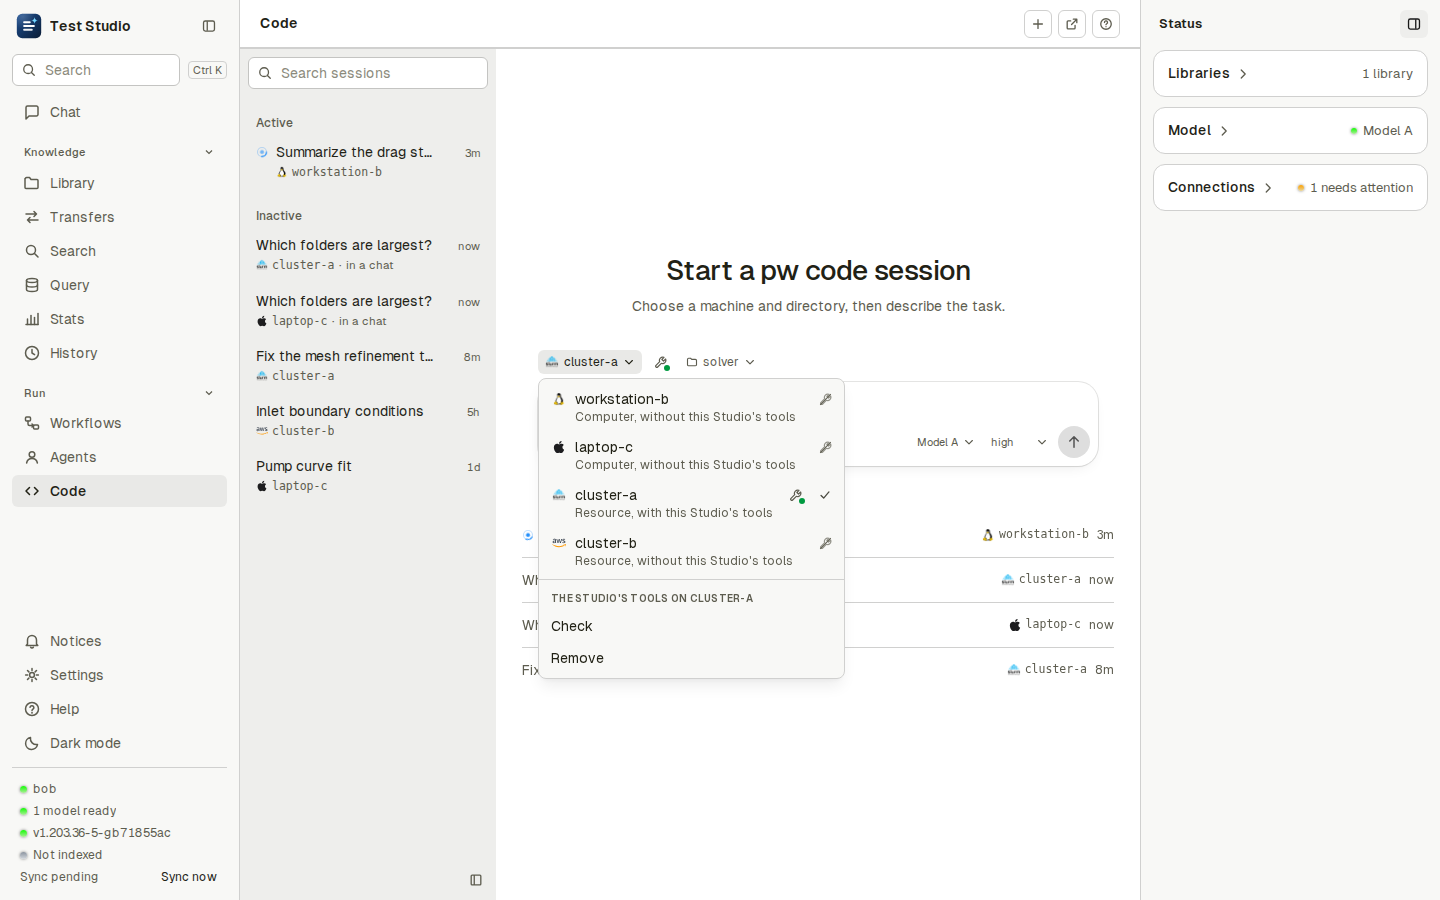 Test Studio
Search
Ctrl K
Chat
Knowledge
Library
Transfers
Search
Query
Stats
History
Run
Workflows
Agents
Code
Notices
Settings
Help
Dark mode
bob
1 model ready
v1.203.36-5-gb71855ac
Not indexed
Sync pending
Sync now
Code
Search sessions
Active
Summarize the drag st...
3m
workstation-b
Inactive
Which folders are largest?
now
cluster-a · in a chat
Which folders are largest?
now
laptop-c · in a chat
Fix the mesh refinement t...
8m
cluster-a
Inlet boundary conditions
5h
aws cluster-b
Pump curve fit
1d
laptop-c
Start a pw code session
Choose a machine and directory, then describe the task.
cluster-a
solver
workstation-b
Computer, without this Studio's tools
laptop-c
Computer, without this Studio's tools
cluster-a
Resource, with this Studio's tools
aws cluster-b
Resource, without this Studio's tools
THE STUDIO'S TOOLS ON CLUSTER-A
Check
Remove
Model A
high
workstation-b 3m
Wh
cluster-a now
Wh
laptop-c now
Fix
cluster-a 8m
Status
Libraries
1 library
Model
Model A
Connections
1 needs attention